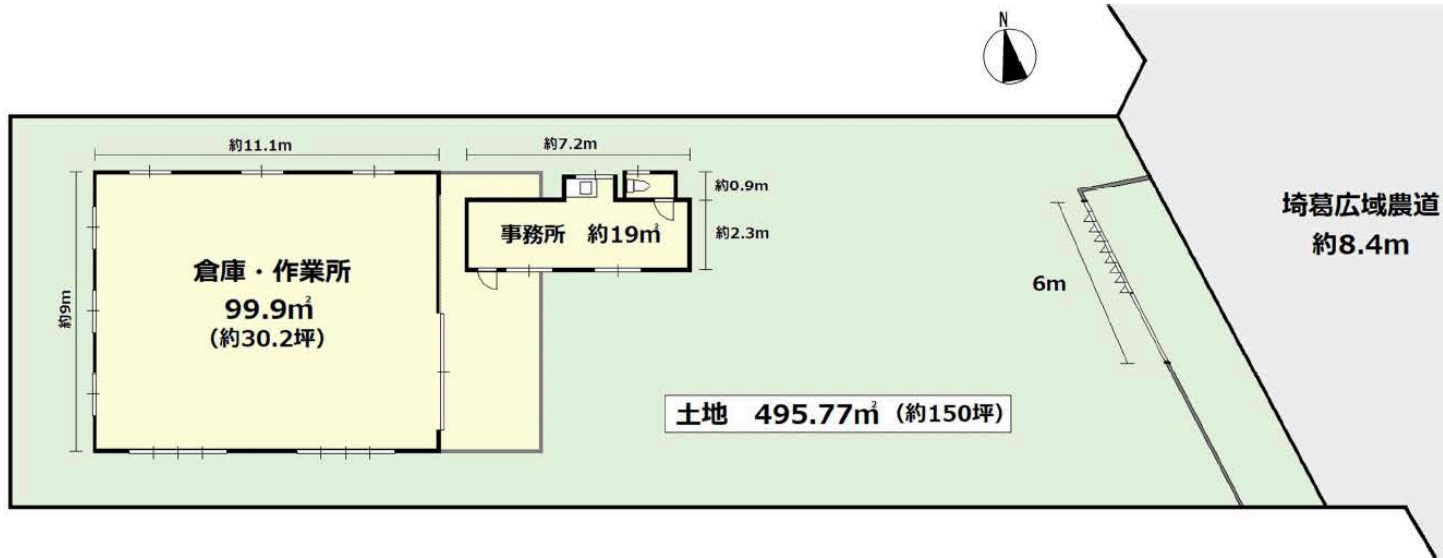 N
約11.1m
約7.2m
約0.9m
約2.3m
事務所 約19㎡
倉庫・作業所
99.9㎡
(約30.2坪)
約9m
6m
埼葛広域農道
約8.4m
土地 495.77㎡ (約150坪)